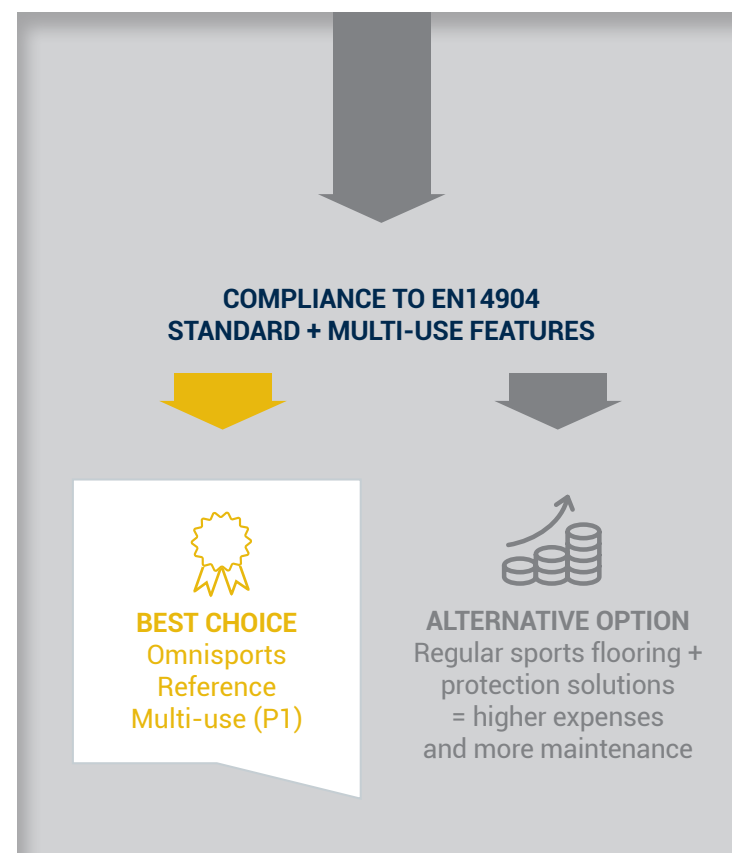 COMPLIANCE TO EN14904
STANDARD + MULTI-USE FEATURES
BEST CHOICE
Omnisports
Reference
Multi-use (P1)
ALTERNATIVE OPTION
Regular sports flooring +
protection solutions
= higher expenses
and more maintenance